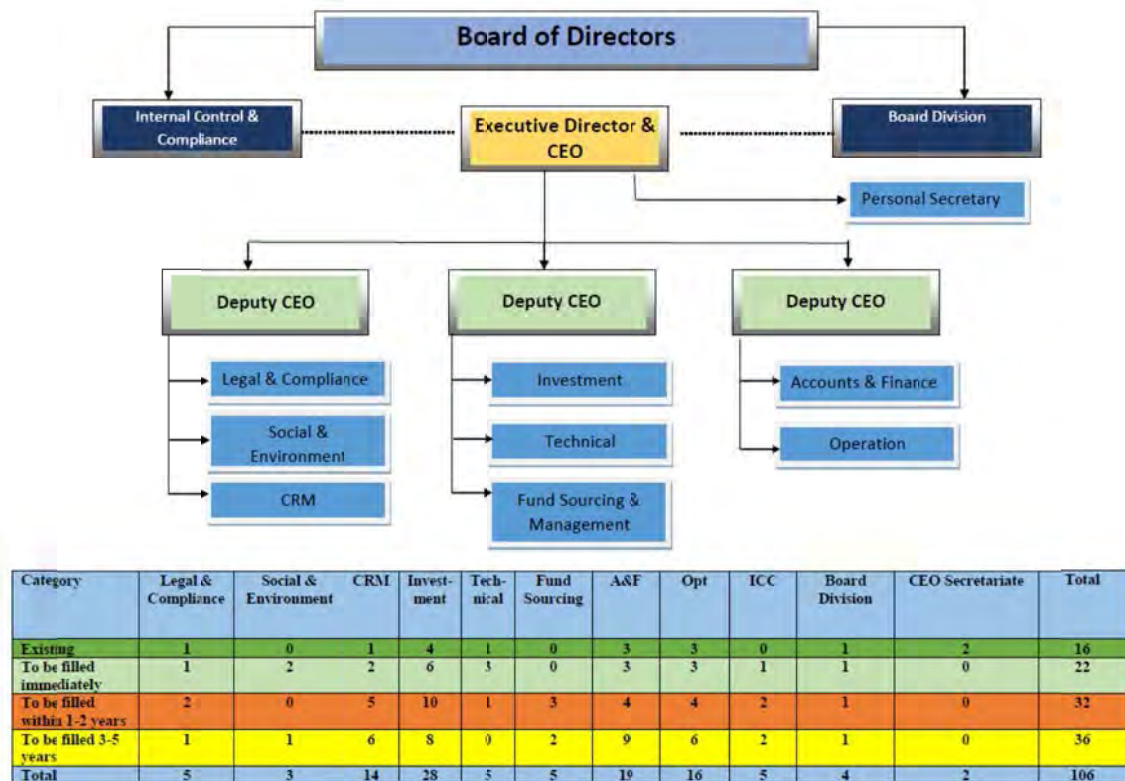 Board of Directors
Internal Control &
Compliance
Executive Director &
CEO
Board Division
Personal Secretary
Deputy CEO
Deputy CEO
Deputy CEO
Legal & Compliance
Investment
Accounts & Finance
Social &
Environment
Technical
Operation
CRM
Fund Sourcing &
Management
Category Legal & Compliance Social & Environment CRM Invest-ment Tech-nical Fund Sourcing A&F Opt ICC Board Division CEO Secretariate Total
Existing 1 0 1 4 1 0 3 3 0 1 2 16
To be filled immediately 1 2 2 6 3 0 3 3 1 1 0 22
To be filled within 1-2 years 2 0 5 10 1 3 4 4 2 1 0 32
To be filled 3-5 years 1 1 6 8 0 2 9 6 2 1 0 36
Total 5 3 14 28 5 5 19 16 5 4 2 106